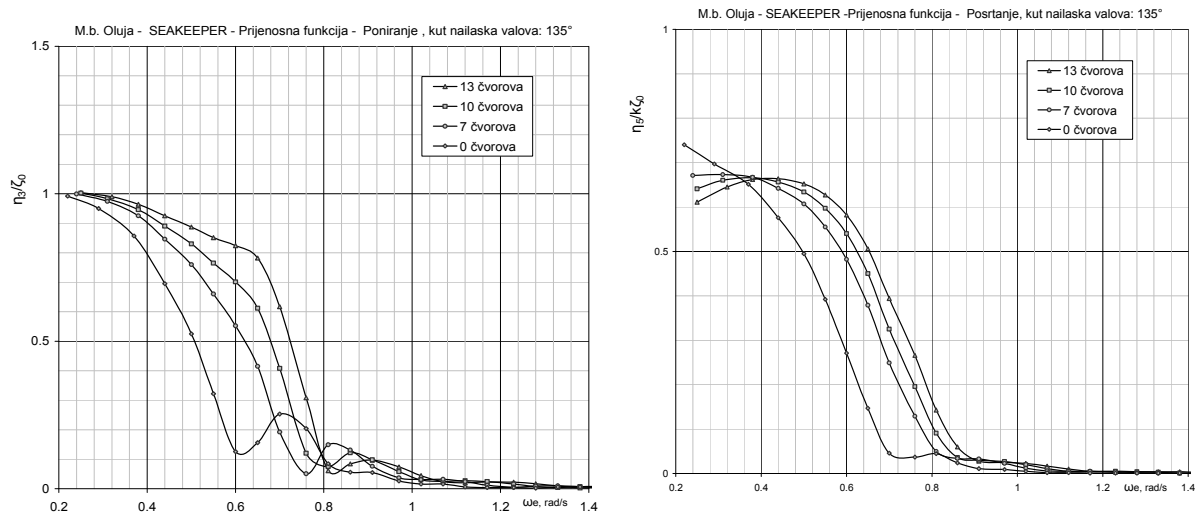 M.b. Oluja - SEAKEEPER - Prijenosna funkcija - Poniranje , kut nailaska valova: 135°
1.5
1
0.5
0
η3/ζ0
13 čvorova
10 čvorova
7 čvorova
0 čvorova
0.2 0.4 0.6 0.8 1 1.2 1.4
ωe, rad/s
M.b. Oluja - SEAKEEPER -Prijenosna funkcija - Posrtanje, kut nailaska valova: 135°
1
0.5
0
η5/kζ0
13 čvorova
10 čvorova
7 čvorova
0 čvorova
0.2 0.4 0.6 0.8 1 1.2 1.4
ωe, rad/s